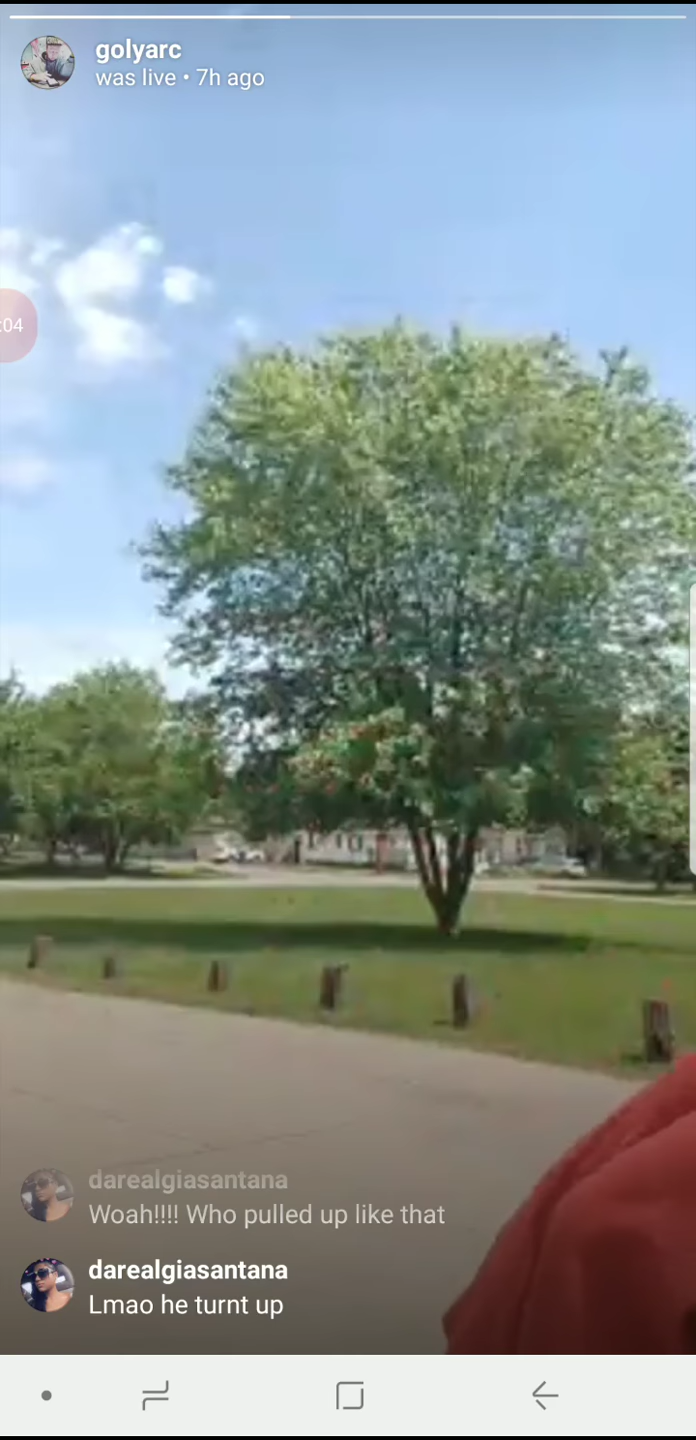 golyarc
was live • 7h ago
:04
darealgiasantana
Woah!!!! Who pulled up like that
darealgiasantana
Lmao he turnt up